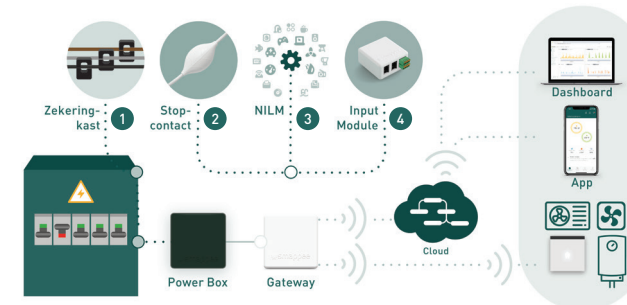 Zekering-
kast
1
Stop-
contact
2
NILM
3
Input
Module
4
Dashboard
App
Cloud
Power Box
Gateway